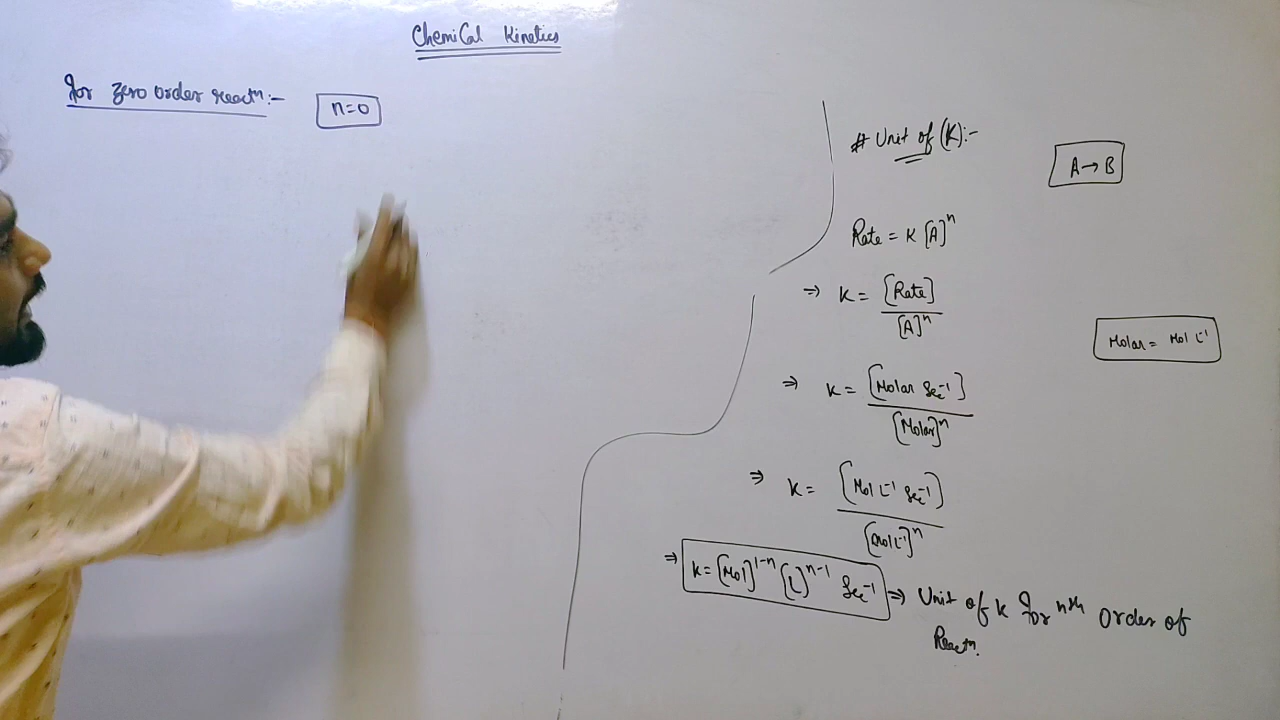 Chemical Kinetics
For zero order reactⁿ:-
n=0
# Unit of (K):-
A→B
Rate = K [A]ⁿ
⇒ K = [Rate] / [A]ⁿ
Molar = Mol L⁻¹
⇒ K = [Molar Sec⁻¹] / [Molar]ⁿ
⇒ K = [Mol L⁻¹ Sec⁻¹] / [mol L⁻¹]ⁿ
⇒ K = [Mol]¹⁻ⁿ [L]ⁿ⁻¹ Sec⁻¹ ⇒ Unit of K for nth Order of
Reactⁿ.